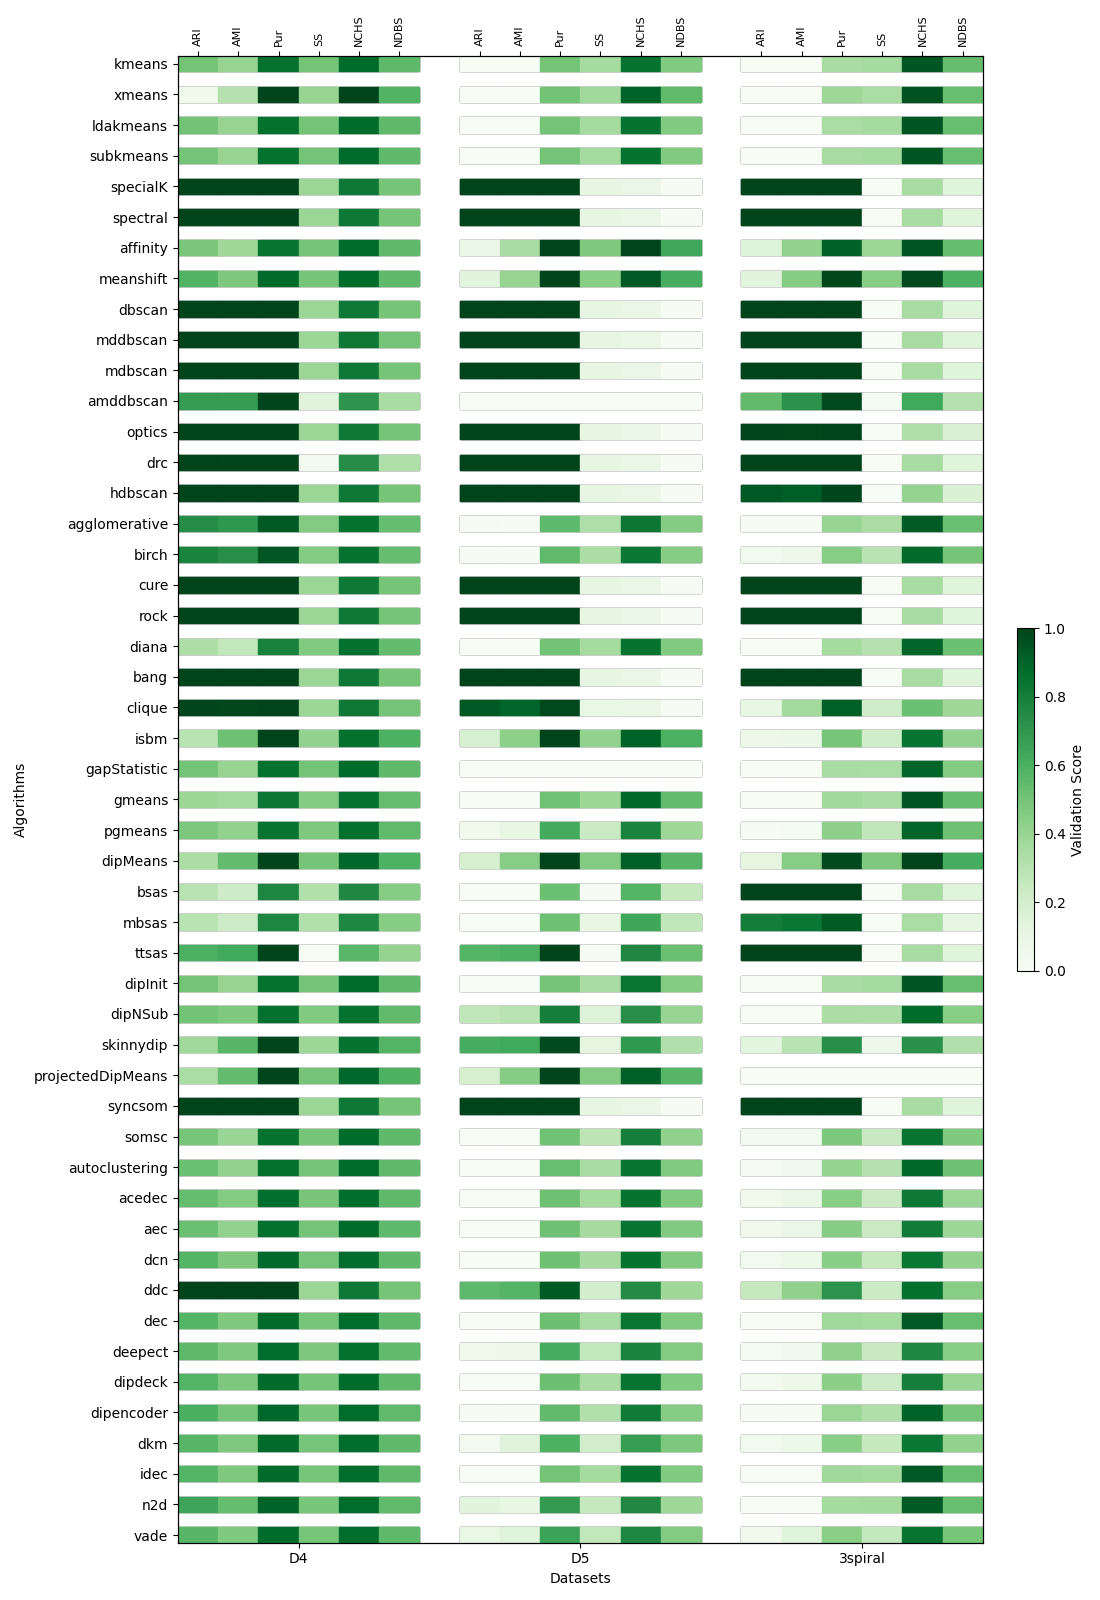 ARI AMI Pur SS NCHS NDBS ARI AMI Pur SS NCHS NDBS ARI AMI Pur SS NCHS NDBS
kmeans
xmeans
ldakmeans
subkmeans
specialK
spectral
affinity
meanshift
dbscan
mddbscan
mdbscan
amddbscan
optics
drc
hdbscan
agglomerative
birch
cure
rock
diana
bang
clique
isbm
gapStatistic
gmeans
pgmeans
dipMeans
bsas
mbsas
ttsas
dipInit
dipNSub
skinnydip
projectedDipMeans
syncsom
somsc
autoclustering
acedec
aec
dcn
ddc
dec
deepect
dipdeck
dipencoder
dkm
idec
n2d
vade
Algorithms
D4 D5 3spiral
Datasets
1.0
0.8
0.6
0.4
0.2
0.0
Validation Score